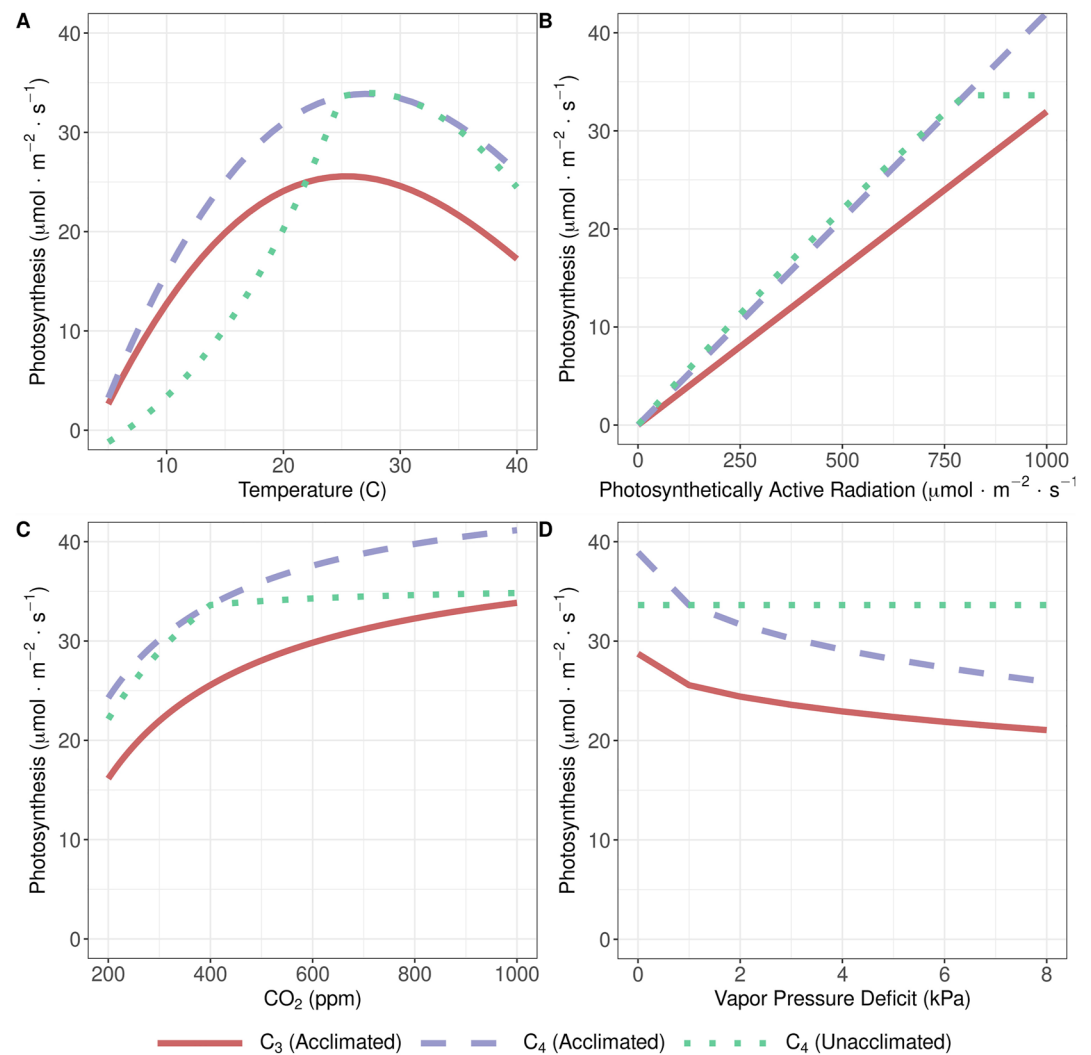 A
Photosynthesis (μmol · m⁻² · s⁻¹)
40
30
20
10
0
10 20 30 40
Temperature (C)
B
Photosynthesis (μmol · m⁻² · s⁻¹)
40
30
20
10
0
0 250 500 750 1000
Photosynthetically Active Radiation (μmol · m⁻² · s⁻¹
C
Photosynthesis (μmol · m⁻² · s⁻¹)
40
30
20
10
0
200 400 600 800 1000
CO₂ (ppm)
D
Photosynthesis (μmol · m⁻² · s⁻¹)
40
30
20
10
0
0 2 4 6 8
Vapor Pressure Deficit (kPa)
C₃ (Acclimated) C₄ (Acclimated) C₄ (Unacclimated)